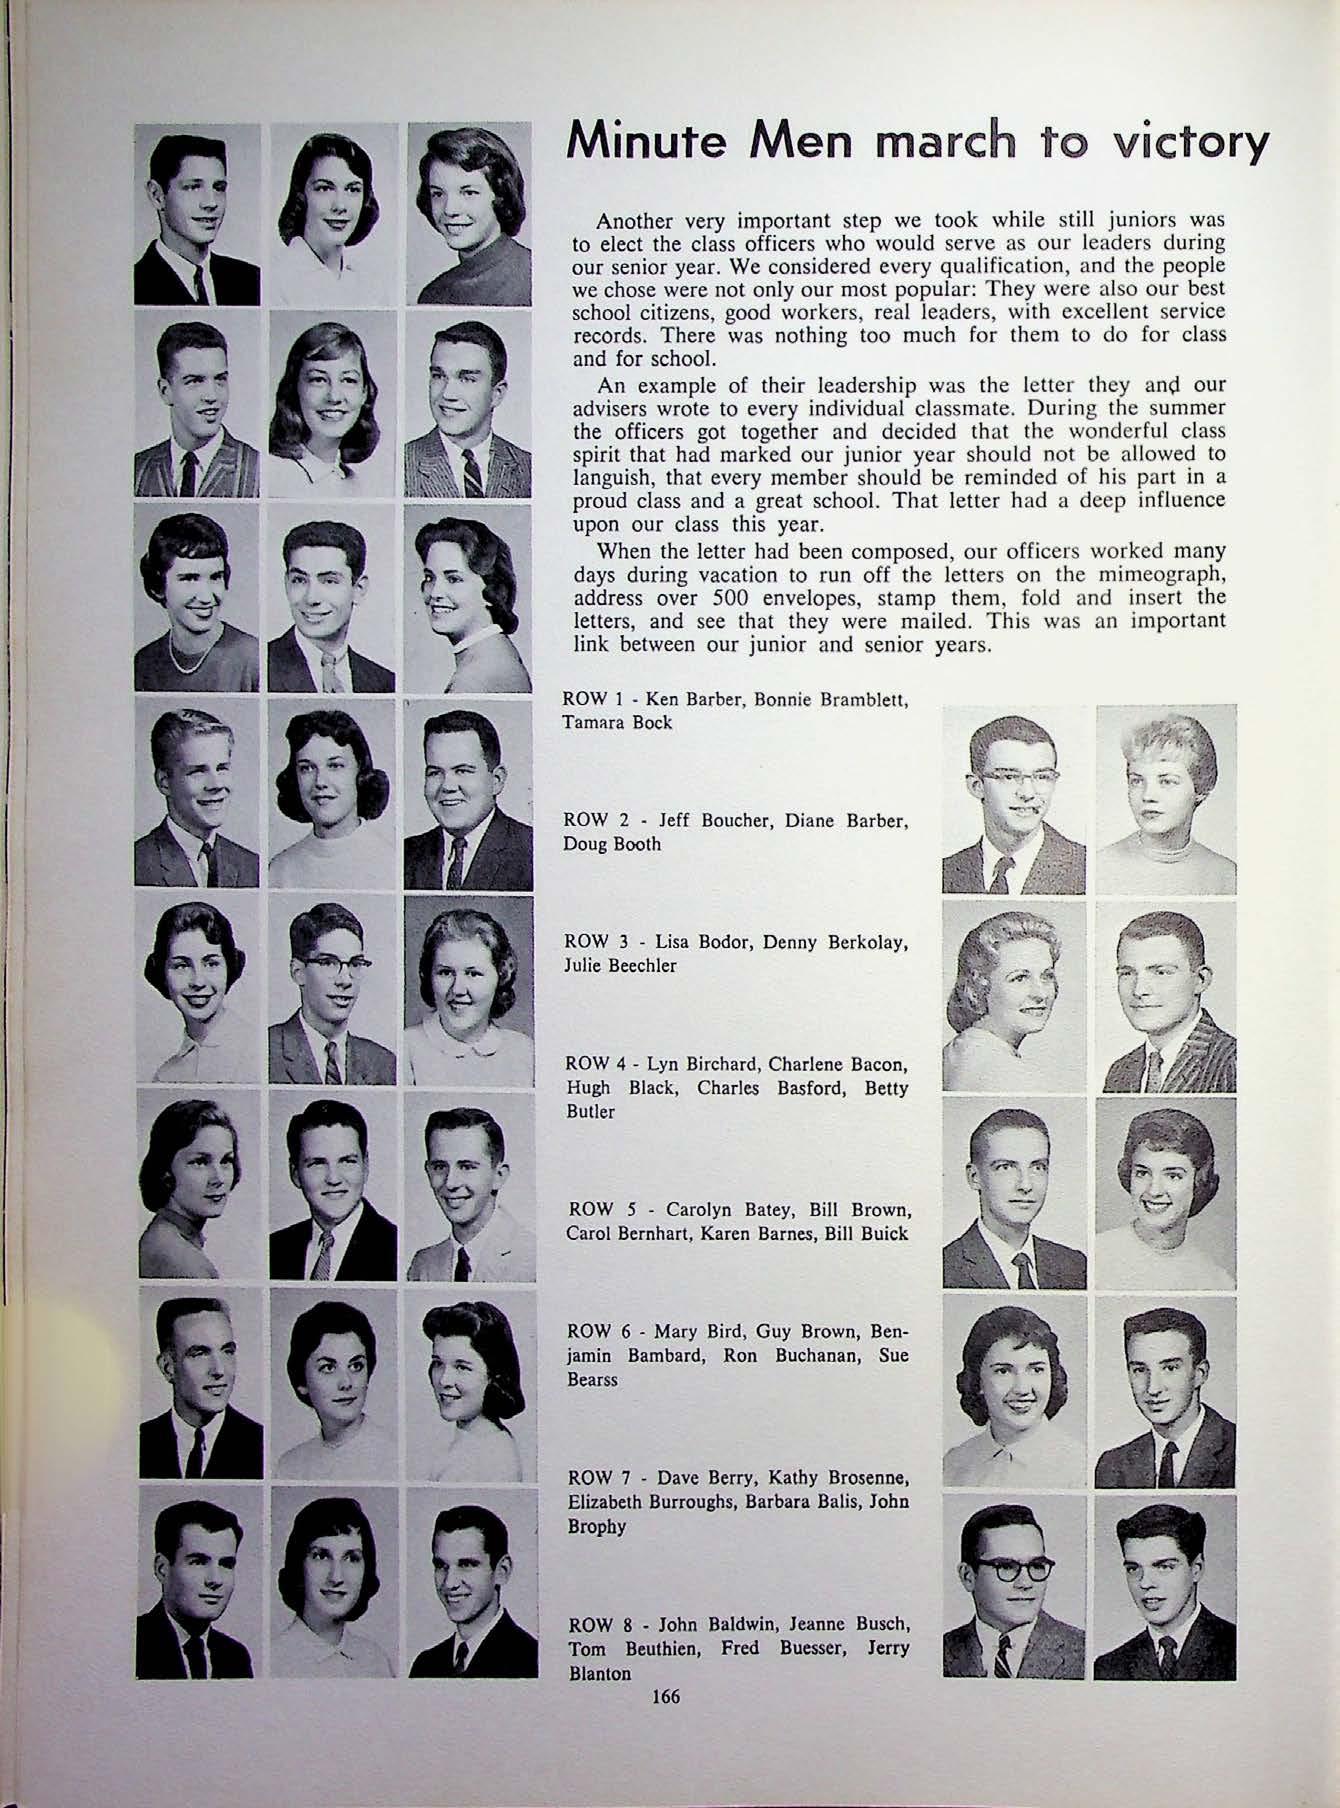 Minute Men march to victory
Another very important step we took while still juniors was
to elect the class officers who would serve as our leaders during
our senior year. We considered every qualification, and the people
we chose were not only our most popular: They were also our best
school citizens, good workers, real leaders, with excellent service
records. There was nothing too much for them to do for class
and for school.
An example of their leadership was the letter they and our
advisers wrote to every individual classmate. During the summer
the officers got together and decided that the wonderful class
spirit that had marked our junior year should not be allowed to
languish, that every member should be reminded of his part in a
proud class and a great school. That letter had a deep influence
upon our class this year.
When the letter had been composed, our officers worked many
days during vacation to run off the letters on the mimeograph,
address over 500 envelopes, stamp them, fold and insert the
letters, and see that they were mailed. This was an important
link between our junior and senior years.
ROW 1 - Ken Barber, Bonnie Bramblett,
Tamara Bock
ROW 2 - Jeff Boucher, Diane Barber,
Doug Booth
ROW 3 - Lisa Bodor, Denny Berkolay,
Julie Beechler
ROW 4 - Lyn Birchard, Charlene Bacon,
Hugh Black, Charles Basford, Betty
Butler
ROW 5 - Carolyn Batey, Bill Brown,
Carol Bernhart, Karen Barnes, Bill Buick
ROW 6 - Mary Bird, Guy Brown, Ben-
jamin Bambard, Ron Buchanan, Sue
Bearss
ROW 7 - Dave Berry, Kathy Brosenne,
Elizabeth Burroughs, Barbara Balis, John
Brophy
ROW 8 - John Baldwin, Jeanne Busch,
Tom Beuthien, Fred Buesser, Jerry
Blanton
166